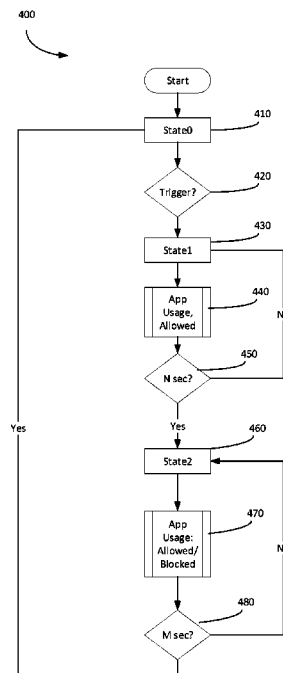 400
Start
State0
410
Trigger?
420
430
State1
App
Usage,
Allowed
440
N
N sec?
450
Yes
Yes
460
State2
App
Usage:
Allowed/
Blocked
470
N
M sec?
480